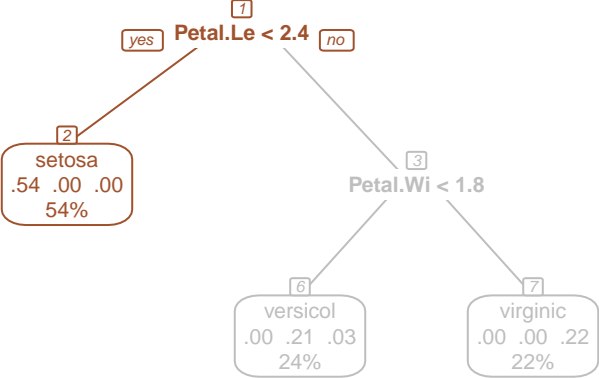 1
Petal.Le < 2.4
yes
no
2
setosa
.54 .00 .00
54%
3
Petal.Wi < 1.8
6
versicol
.00 .21 .03
24%
7
virginic
.00 .00 .22
22%